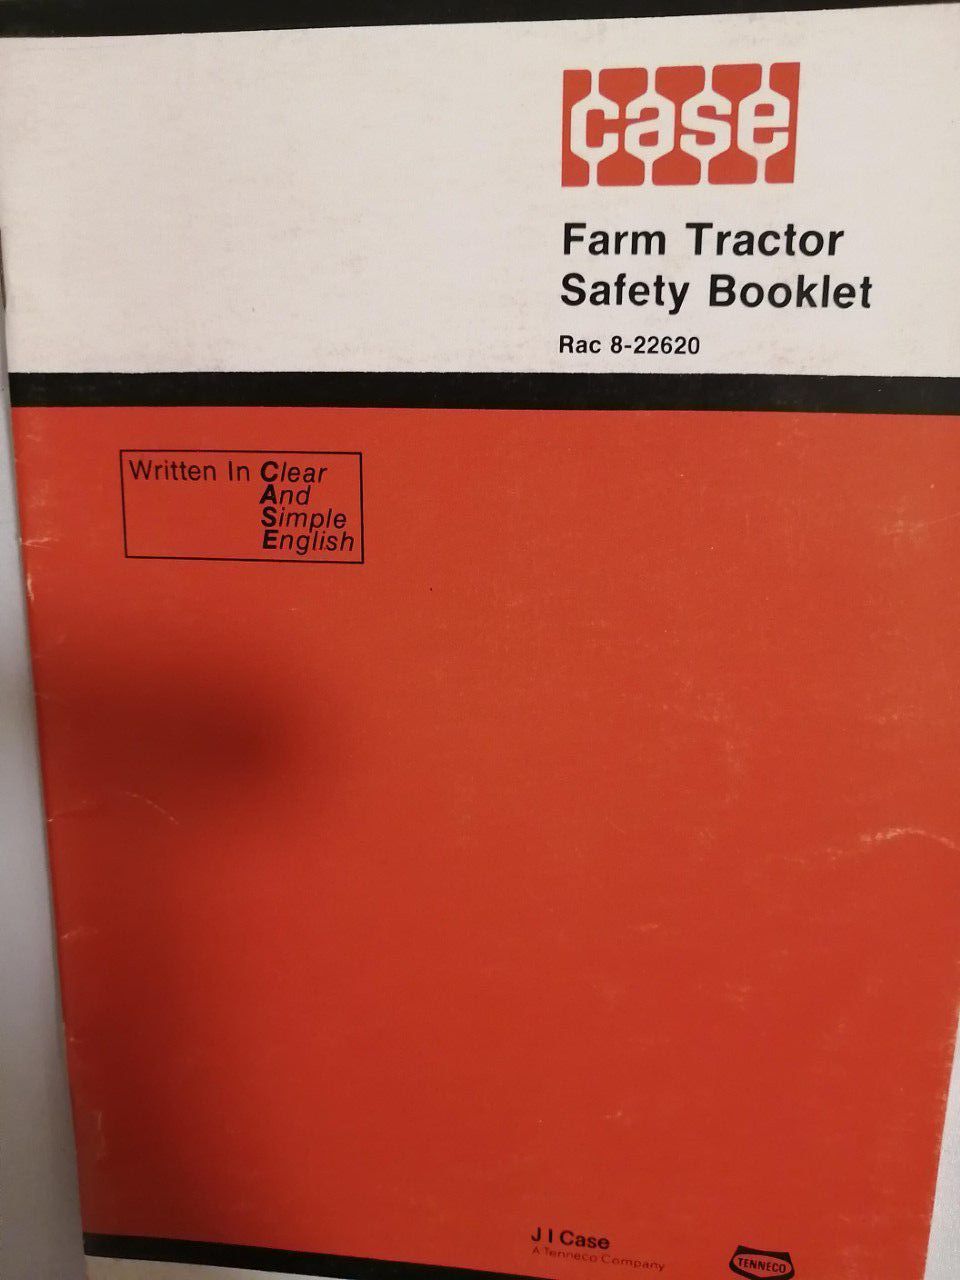 case
Farm Tractor
Safety Booklet
Rac 8-22620
Written In Clear
And
Simple
English
J I Case
A Tenneco Company
TENNECO